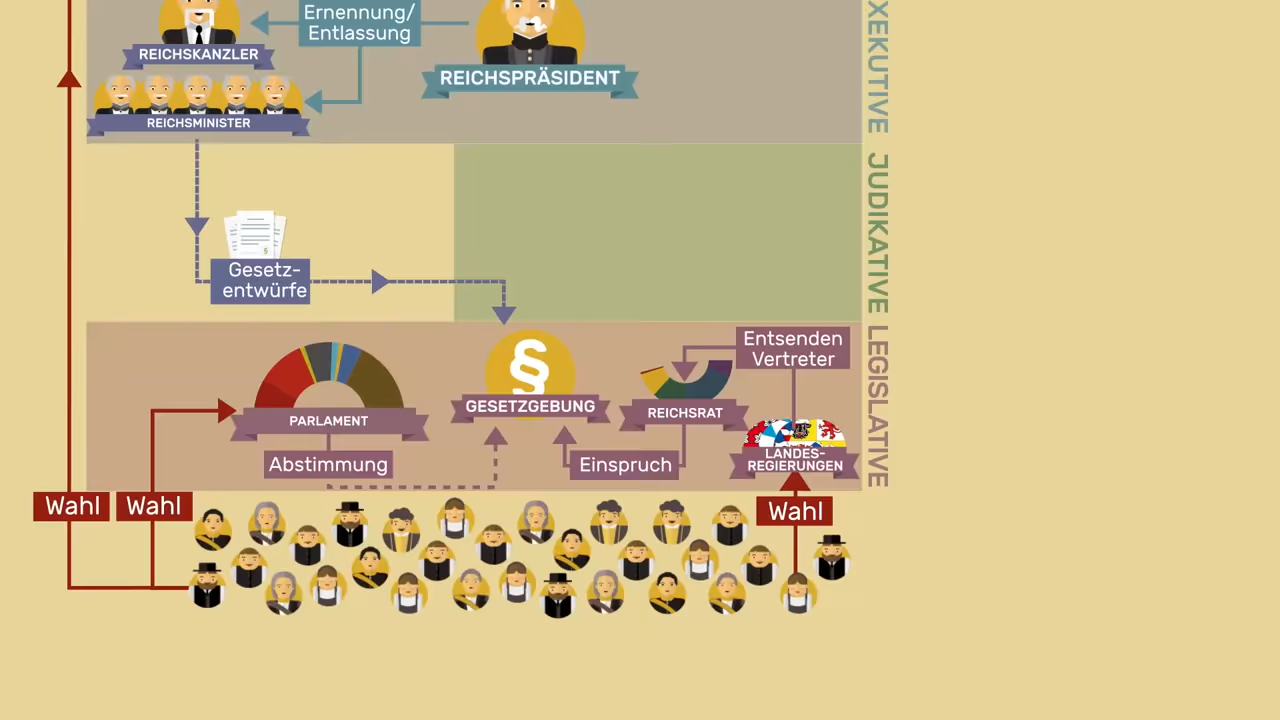 Ernennung/
Entlassung
REICHSKANZLER
REICHSPRÄSIDENT
REICHSMINISTER
XEKUTIVE
JUDIKATIVE
LEGISLATIVE
Gesetz-
entwürfe
§
Entsenden
Vertreter
PARLAMENT
GESETZGEBUNG
REICHSRAT
LANDES-
REGIERUNGEN
Abstimmung
Einspruch
Wahl
Wahl
Wahl